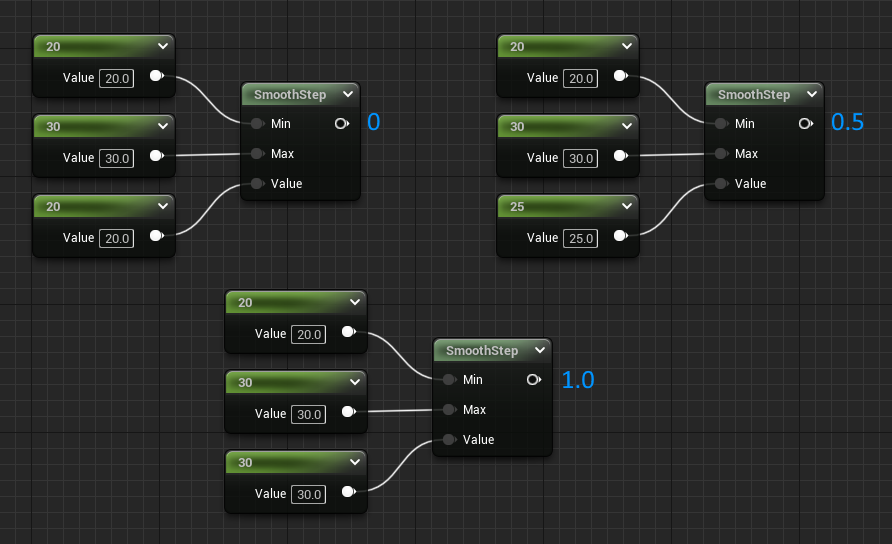 20
Value 20.0
30
Value 30.0
20
Value 20.0
SmoothStep
Min
Max
Value
0
20
Value 20.0
30
Value 30.0
25
Value 25.0
SmoothStep
Min
Max
Value
0.5
20
Value 20.0
30
Value 30.0
30
Value 30.0
SmoothStep
Min
Max
Value
1.0